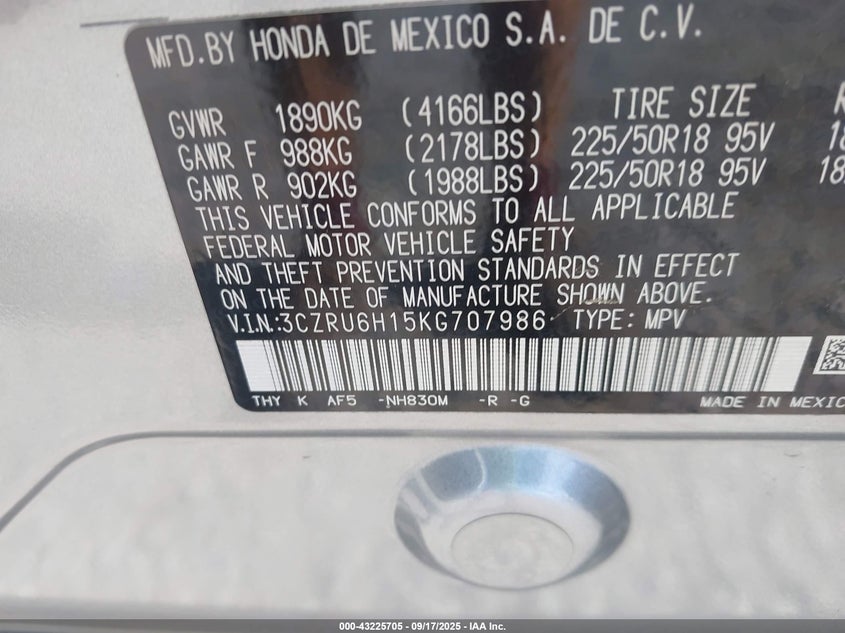 MFD.BY HONDA DE MEXICO S.A. DE C.V.
GVWR 1890KG (4166LBS) TIRE SIZE
GAWR F 988KG (2178LBS) 225/50R18 95V
GAWR R 902KG (1988LBS) 225/50R18 95V
THIS VEHICLE CONFORMS TO ALL APPLICABLE
FEDERAL MOTOR VEHICLE SAFETY
AND THEFT PREVENTION STANDARDS IN EFFECT
ON THE DATE OF MANUFACTURE SHOWN ABOVE.
V.I.N.:3CZRU6H15KG707986 TYPE: MPV
THY K AF5 -NH830M -R -G MADE IN MEXIC
000-43225705 - 09/17/2025 - IAA Inc.